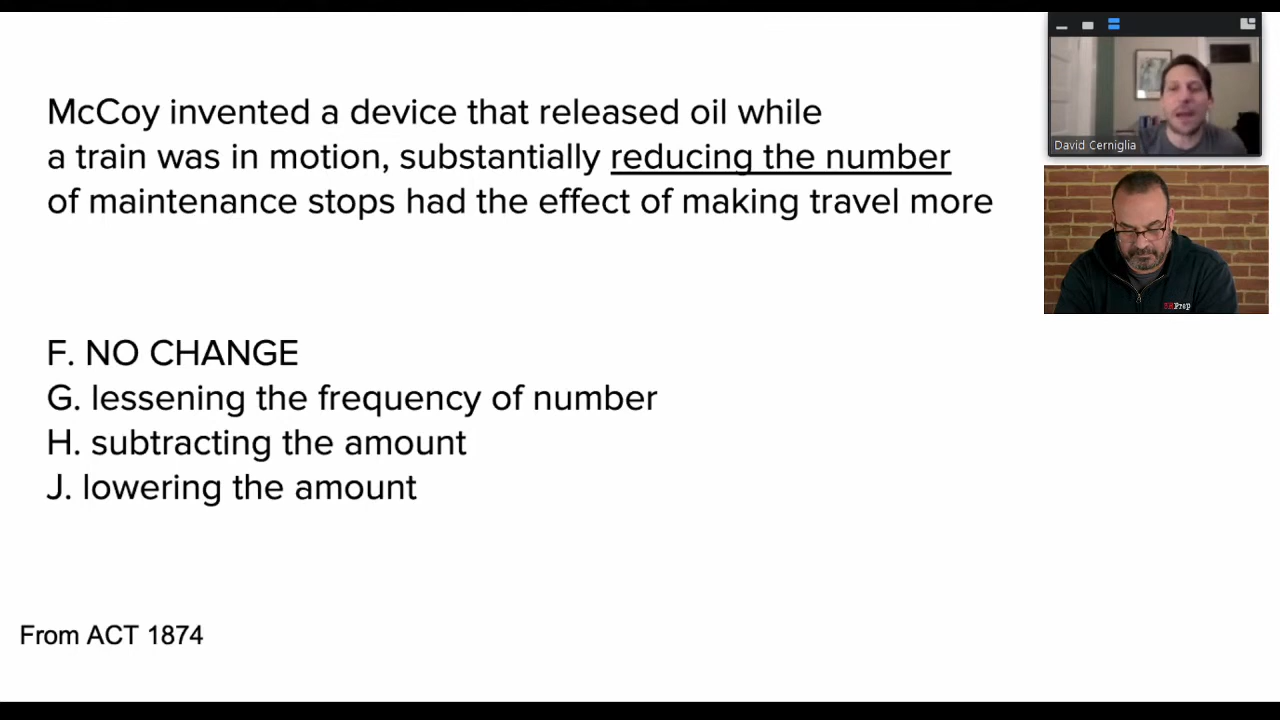 McCoy invented a device that released oil while
a train was in motion, substantially reducing the number
of maintenance stops had the effect of making travel more
F. NO CHANGE
G. lessening the frequency of number
H. subtracting the amount
J. lowering the amount
From ACT 1874
David Cerniglia
Prep